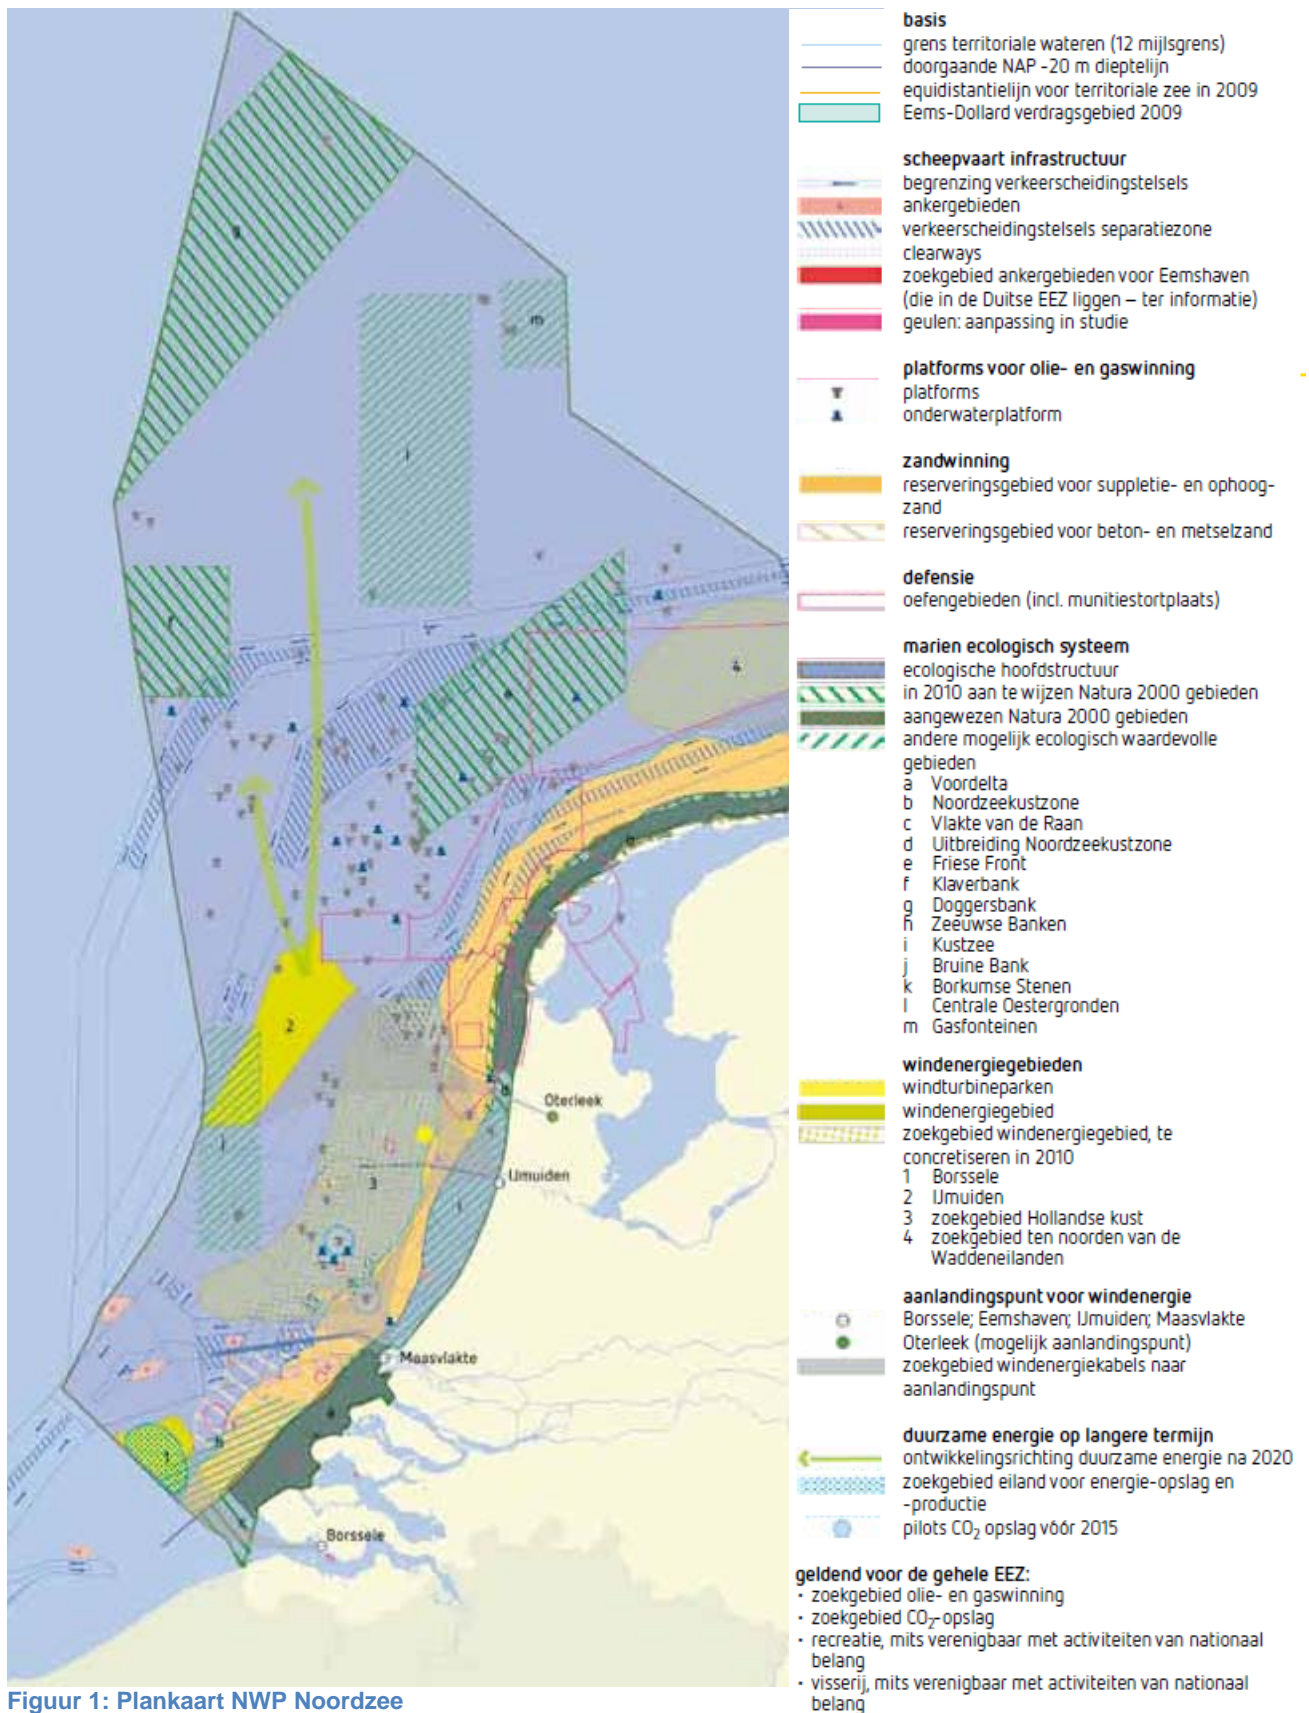 basis
grens territoriale wateren (12 mijlsgrens)
doorgaande NAP -20 m dieptelijn
equidistantielijn voor territoriale zee in 2009
Eems-Dollard verdragsgebied 2009
scheepvaart infrastructuur
begrenzing verkeerscheidingstelsels
ankergebieden
verkeerscheidingstelsels separatiezone
clearways
zoekgebied ankergebieden voor Eemshaven
(die in de Duitse EEZ liggen – ter informatie)
geulen: aanpassing in studie
platforms voor olie- en gaswinning
platforms
onderwaterplatform
zandwinning
reserveringsgebied voor suppletie- en ophoog-
zand
reserveringsgebied voor beton- en metselzand
defensie
oefengebieden (incl. munitiestortplaats)
marien ecologisch systeem
ecologische hoofdstructuur
in 2010 aan te wijzen Natura 2000 gebieden
aangewezen Natura 2000 gebieden
andere mogelijk ecologisch waardevolle
gebieden
a Voordelta
b Noordzeekustzone
c Vlakte van de Raan
d Uitbreiding Noordzeekustzone
e Friese Front
f Klaverbank
g Doggersbank
h Zeeuwse Banken
i Kustzee
j Bruine Bank
k Borkumse Stenen
l Centrale Oestergronden
m Gasfonteinen
windenergiegebieden
windturbineparken
windenergiegebied
zoekgebied windenergiegebied, te
concretiseren in 2010
1 Borssele
2 IJmuiden
3 zoekgebied Hollandse kust
4 zoekgebied ten noorden van de
Waddeneilanden
aanlandingspunt voor windenergie
Borssele; Eemshaven; IJmuiden; Maasvlakte
Oterleek (mogelijk aanlandingspunt)
zoekgebied windenergiekabels naar
aanlandingspunt
duurzame energie op langere termijn
ontwikkelingsrichting duurzame energie na 2020
zoekgebied eiland voor energie-opslag en
-productie
pilots CO2 opslag vóór 2015
geldend voor de gehele EEZ:
· zoekgebied olie- en gaswinning
· zoekgebied CO2-opslag
· recreatie, mits verenigbaar met activiteiten van nationaal
belang
· visserij, mits verenigbaar met activiteiten van nationaal
belang
g
m
l
f
e
4
2
Oterleek
IJmuiden
3
j
i
Maasvlakte
a
h
1
Borssele
Figuur 1: Plankaart NWP Noordzee